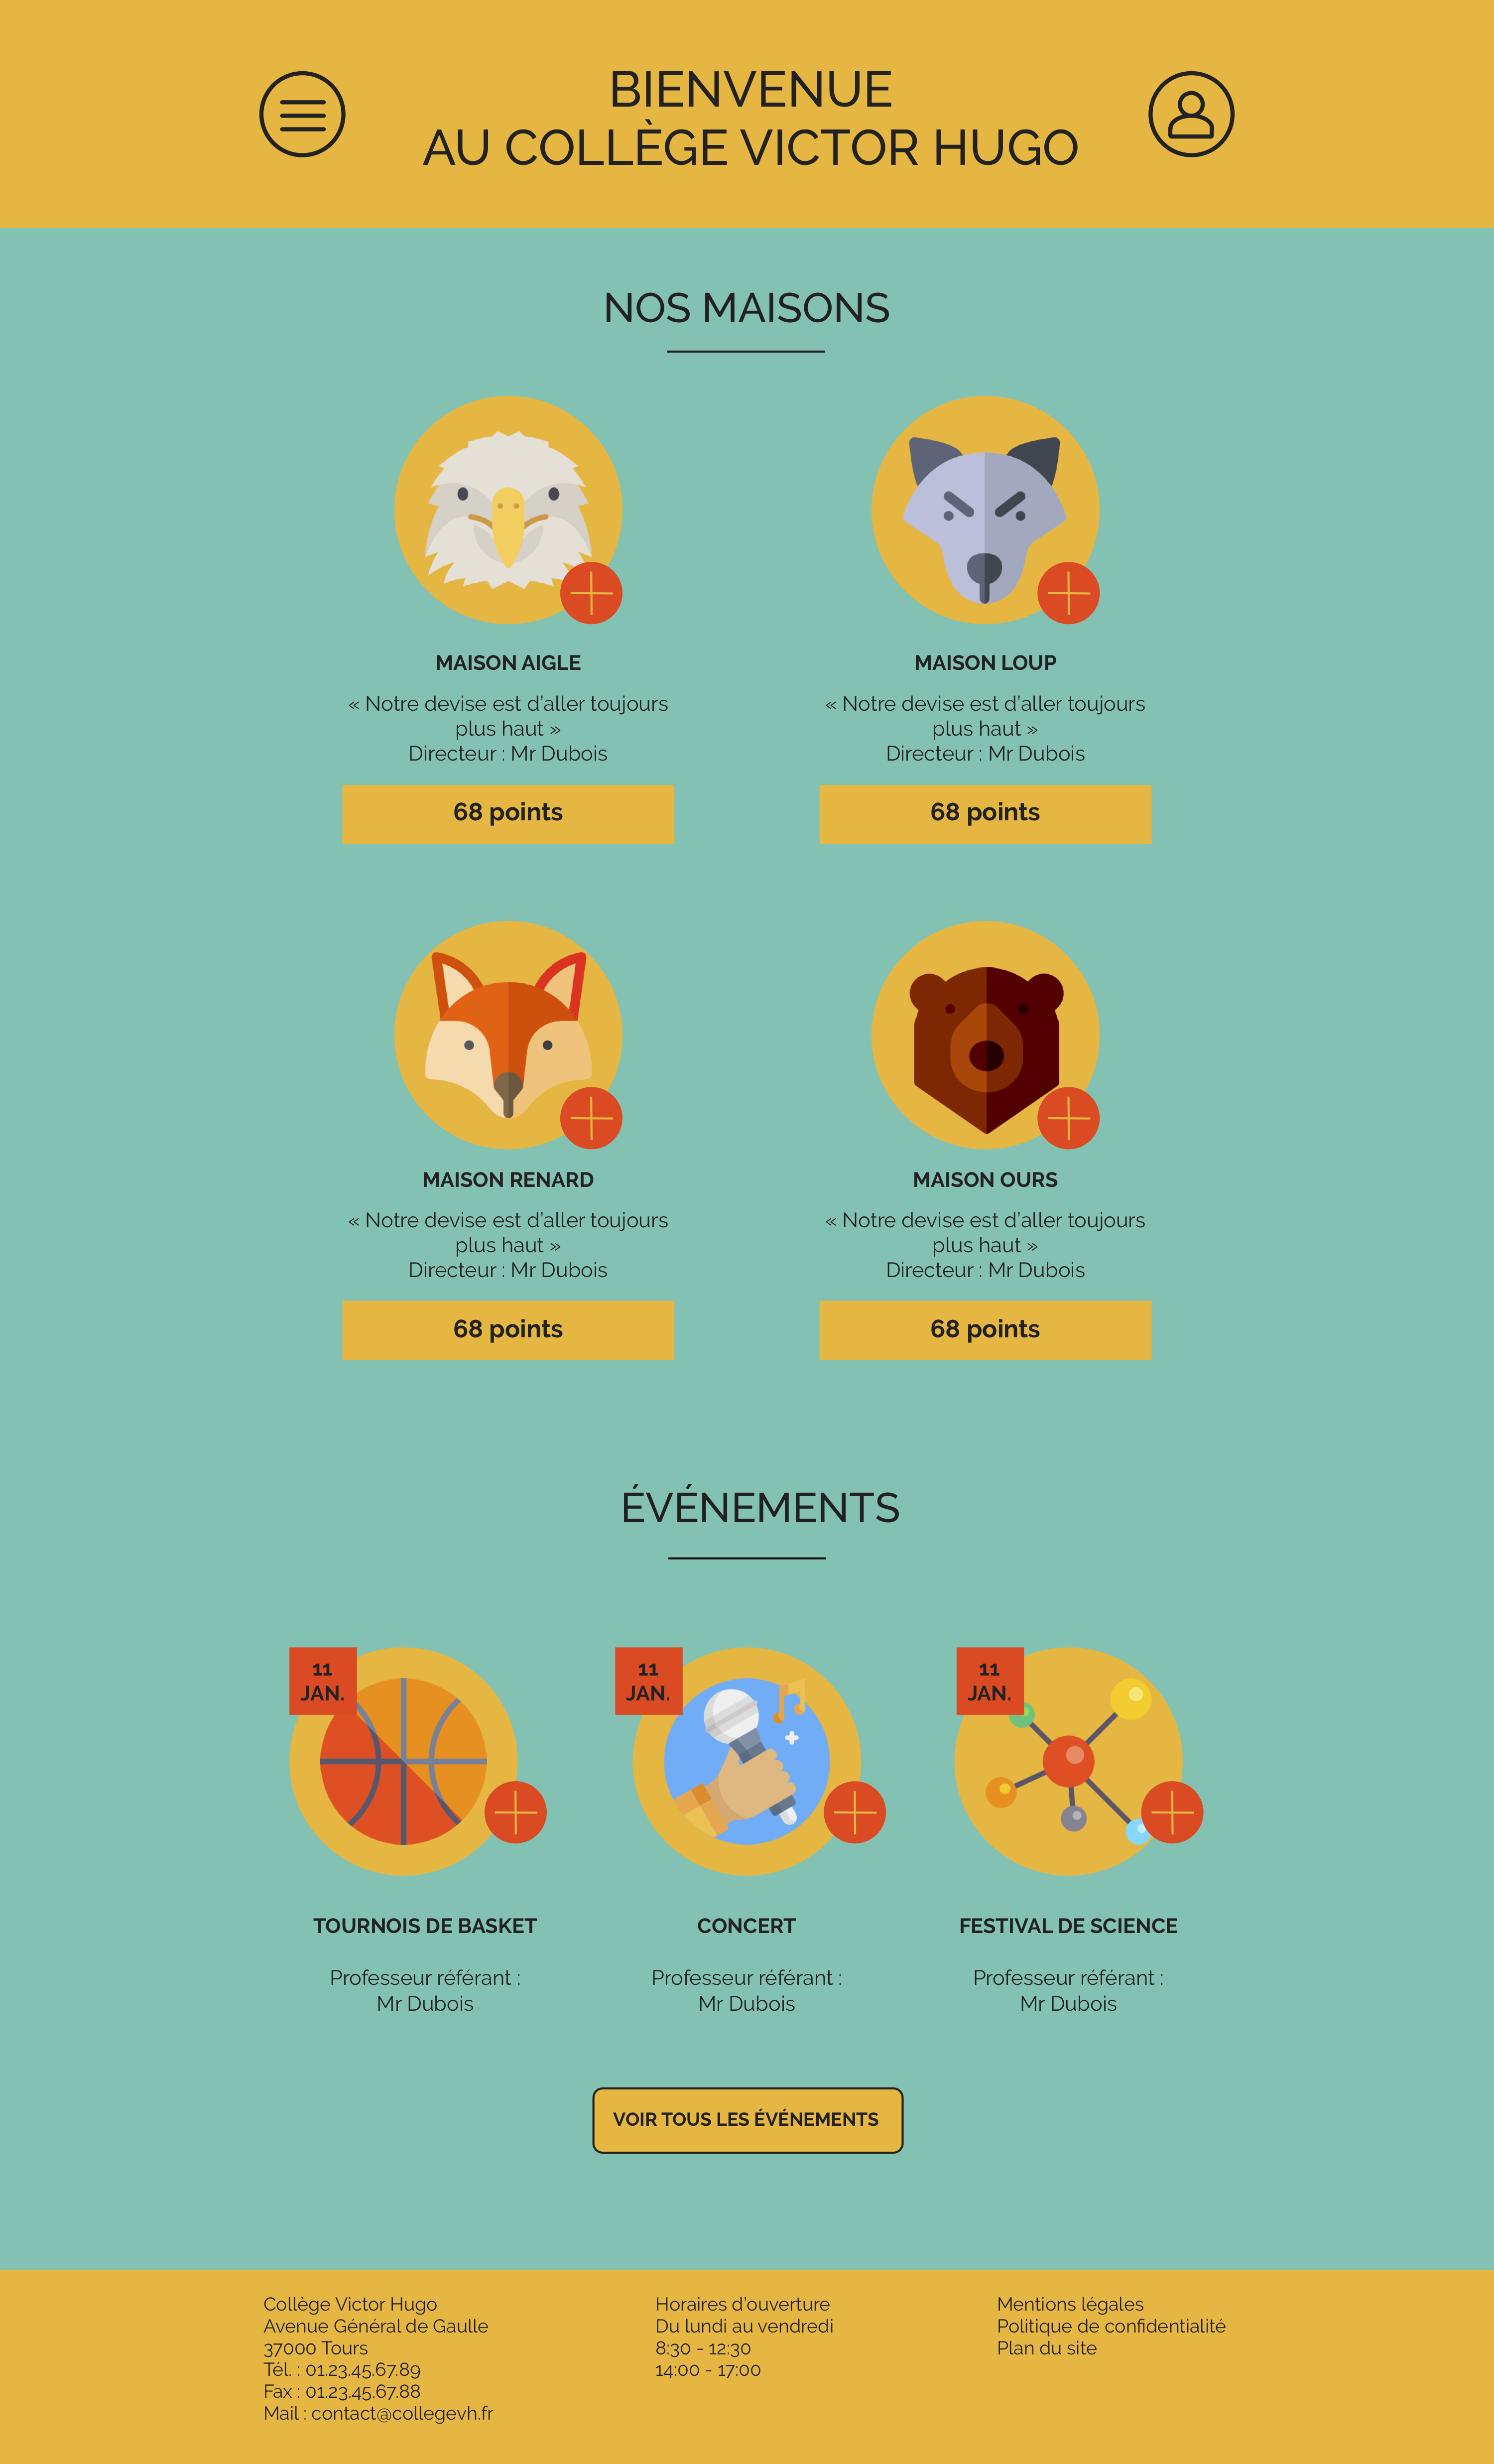 BIENVENUE
AU COLLÈGE VICTOR HUGO
NOS MAISONS
MAISON AIGLE
« Notre devise est d'aller toujours
plus haut »
Directeur : Mr Dubois
68 points
MAISON LOUP
« Notre devise est d'aller toujours
plus haut »
Directeur : Mr Dubois
68 points
MAISON RENARD
« Notre devise est d'aller toujours
plus haut »
Directeur : Mr Dubois
68 points
MAISON OURS
« Notre devise est d'aller toujours
plus haut »
Directeur : Mr Dubois
68 points
ÉVÉNEMENTS
11
JAN.
TOURNOIS DE BASKET
Professeur référant :
Mr Dubois
11
JAN.
CONCERT
Professeur référant :
Mr Dubois
11
JAN.
FESTIVAL DE SCIENCE
Professeur référant :
Mr Dubois
VOIR TOUS LES ÉVÉNEMENTS
Collège Victor Hugo
Avenue Général de Gaulle
37000 Tours
Tél. : 01.23.45.67.89
Fax : 01.23.45.67.88
Mail : contact@collegevh.fr
Horaires d'ouverture
Du lundi au vendredi
8:30 - 12:30
14:00 - 17:00
Mentions légales
Politique de confidentialité
Plan du site